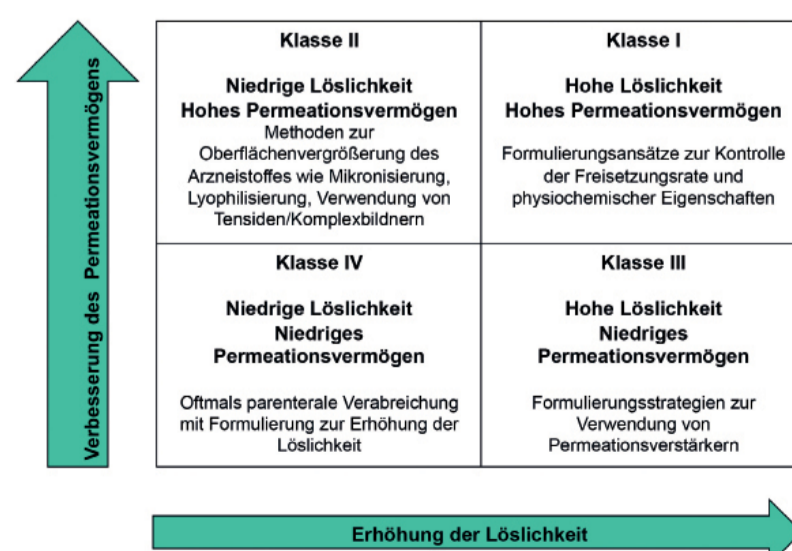 Verbesserung des Permeationsvermögens
Klasse II
Niedrige Löslichkeit
Hohes Permeationsvermögen
Methoden zur
Oberflächenvergrößerung des
Arzneistoffes wie Mikronisierung,
Lyophilisierung, Verwendung von
Tensiden/Komplexbildnern
Klasse I
Hohe Löslichkeit
Hohes Permeationsvermögen
Formulierungsansätze zur Kontrolle
der Freisetzungsrate und
physiochemischer Eigenschaften
Klasse IV
Niedrige Löslichkeit
Niedriges
Permeationsvermögen
Oftmals parenterale Verabreichung
mit Formulierung zur Erhöhung der
Löslichkeit
Klasse III
Hohe Löslichkeit
Niedriges
Permeationsvermögen
Formulierungsstrategien zur
Verwendung von
Permeationsverstärkern
Erhöhung der Löslichkeit